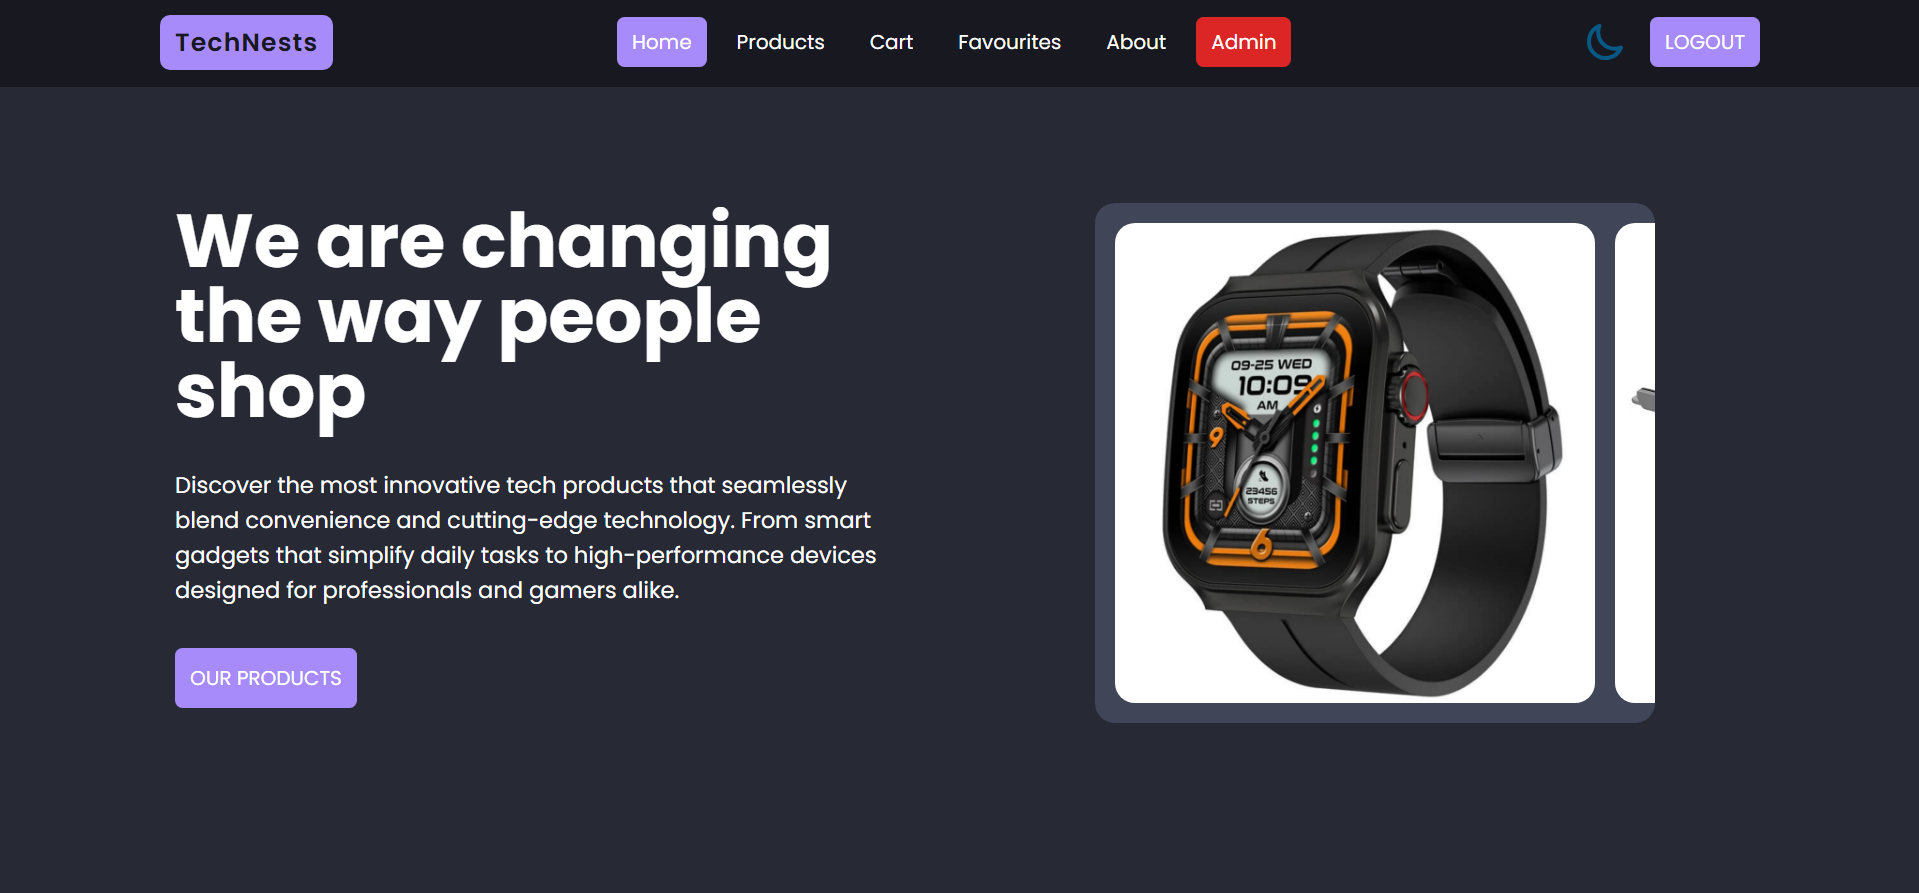 TechNests
Home Products Cart Favourites About Admin
LOGOUT
We are changing
the way people
shop
Discover the most innovative tech products that seamlessly
blend convenience and cutting-edge technology. From smart
gadgets that simplify daily tasks to high-performance devices
designed for professionals and gamers alike.
OUR PRODUCTS
09-25 WED
10:09
AM
9
23456
STEPS
6